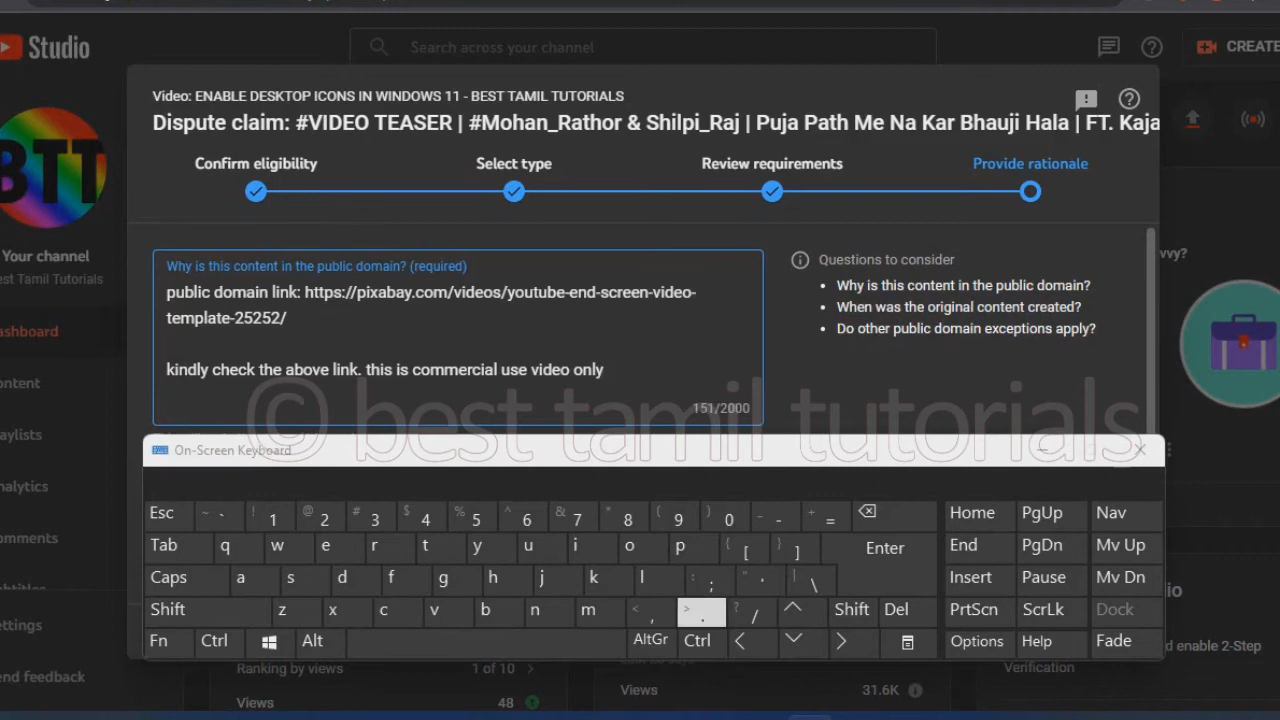 Studio
Search across your channel
CREATE
Video: ENABLE DESKTOP ICONS IN WINDOWS 11 - BEST TAMIL TUTORIALS
Dispute claim: #VIDEO TEASER | #Mohan_Rathor & Shilpi_Raj | Puja Path Me Na Kar Bhauji Hala | FT. Kaja
Confirm eligibility Select type Review requirements Provide rationale
BTT
Your channel
est Tamil Tutorials
ashboard
ontent
aylists
nalytics
omments
ettings
end feedback
Why is this content in the public domain? (required)
public domain link: https://pixabay.com/videos/youtube-end-screen-video-
template-25252/
kindly check the above link. this is commercial use video only
151/2000
Questions to consider
• Why is this content in the public domain?
• When was the original content created?
• Do other public domain exceptions apply?
vvy?
© best tamil tutorials
On-Screen Keyboard
Esc ~ ` ! 1 @ 2 # 3 $ 4 % 5 ^ 6 & 7 * 8 ( 9 ) 0 _ - + = Home PgUp Nav
Tab q w e r t y u i o p { [ } ] Enter End PgDn Mv Up
Caps a s d f g h j k l : ; " ' | \ Insert Pause Mv Dn
Shift z x c v b n m < , > . ? / Shift Del PrtScn ScrLk Dock
Fn Ctrl Alt AltGr Ctrl Options Help Fade
io
d enable 2-Step
Verification
Ranking by views 1 of 10
Views 48
Views 31.6K